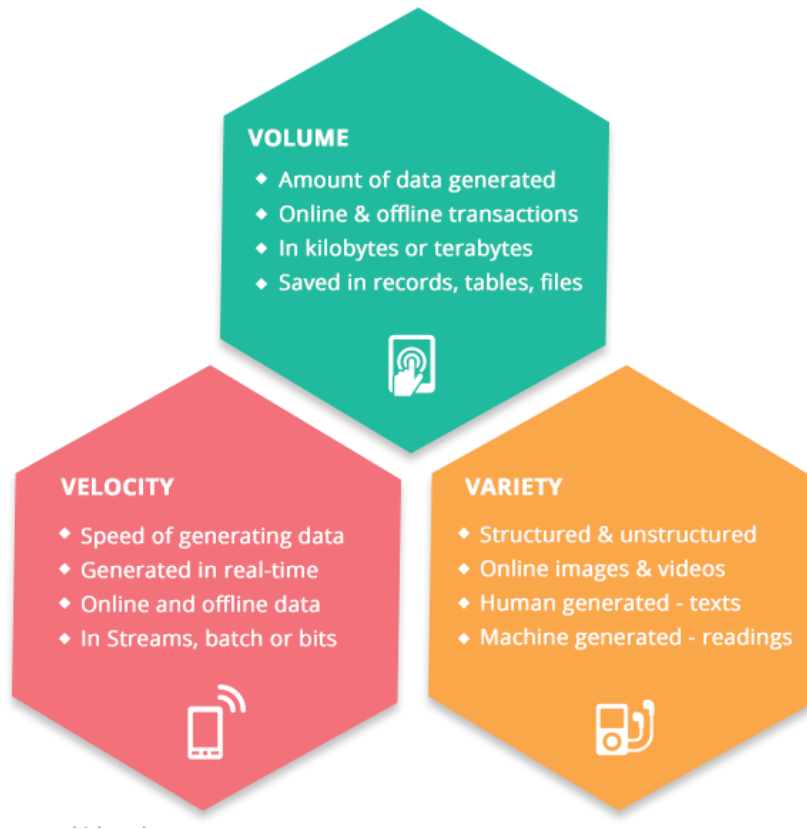 VOLUME
◆ Amount of data generated
◆ Online & offline transactions
◆ In kilobytes or terabytes
◆ Saved in records, tables, files
VELOCITY
◆ Speed of generating data
◆ Generated in real-time
◆ Online and offline data
◆ In Streams, batch or bits
VARIETY
◆ Structured & unstructured
◆ Online images & videos
◆ Human generated - texts
◆ Machine generated - readings